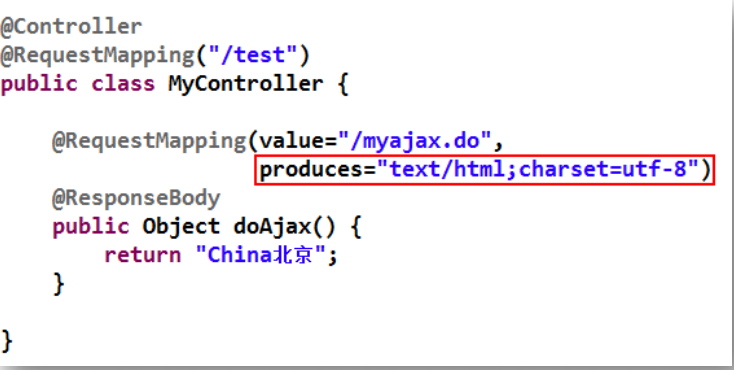 @Controller
@RequestMapping("/test")
public class MyController {
@RequestMapping(value="/myajax.do",
produces="text/html;charset=utf-8")
@ResponseBody
public Object doAjax() {
return "China北京";
}
}